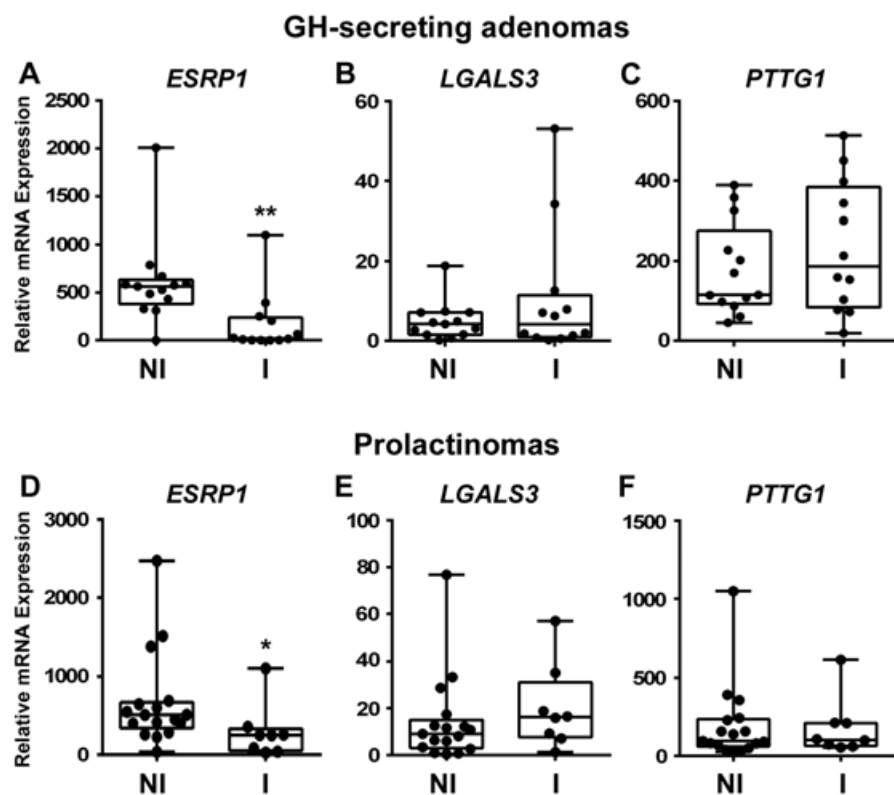 GH-secreting adenomas
A ESRP1
B LGALS3
C PTTG1
Relative mRNA Expression
2500
2000
1500
1000
500
0
**
NI I
60
40
20
0
NI I
600
400
200
0
NI I
Prolactinomas
D ESRP1
E LGALS3
F PTTG1
Relative mRNA Expression
3000
2000
1000
0
*
NI I
100
80
60
40
20
0
NI I
1500
1000
500
0
NI I